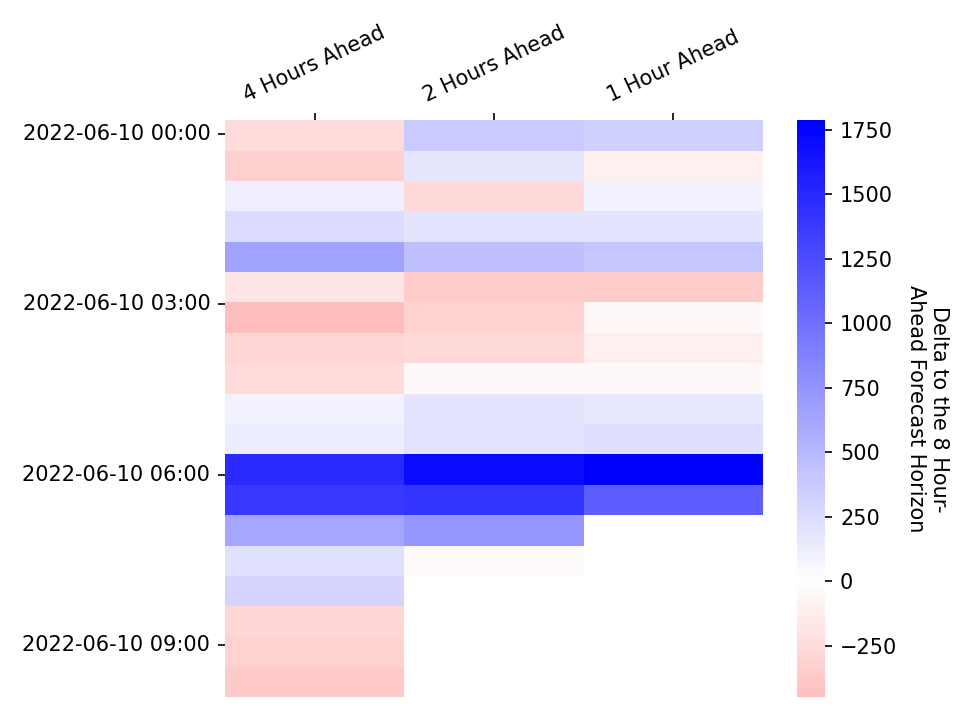 4 Hours Ahead
2 Hours Ahead
1 Hour Ahead
2022-06-10 00:00
2022-06-10 03:00
2022-06-10 06:00
2022-06-10 09:00
1750
1500
1250
1000
750
500
250
0
−250
Delta to the 8 Hour-
Ahead Forecast Horizon